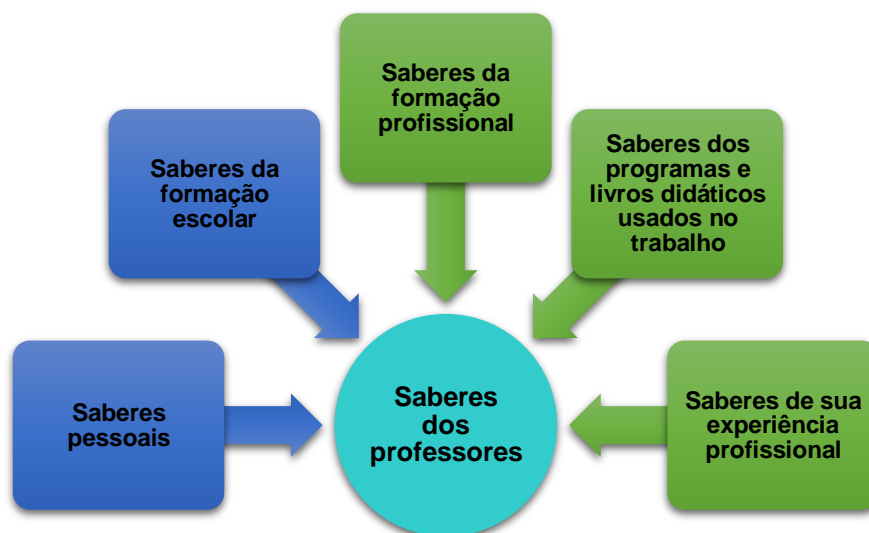 Saberes da
formação
profissional
Saberes da
formação
escolar
Saberes dos
programas e
livros didáticos
usados no
trabalho
Saberes
pessoais
Saberes
dos
professores
Saberes de sua
experiência
profissional